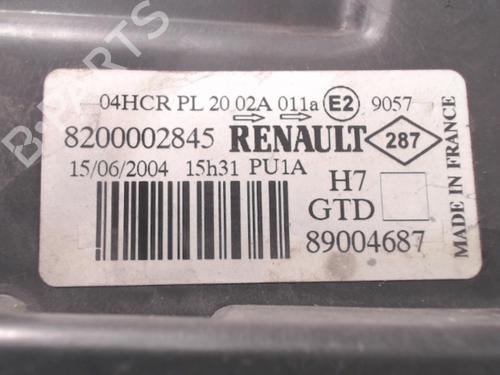 04HCR PL 20 02A 011a E2 9057
8200002845 RENAULT 287
15/06/2004 15h31 PU1A
H7
GTD
89004687
MADE IN FRANCE